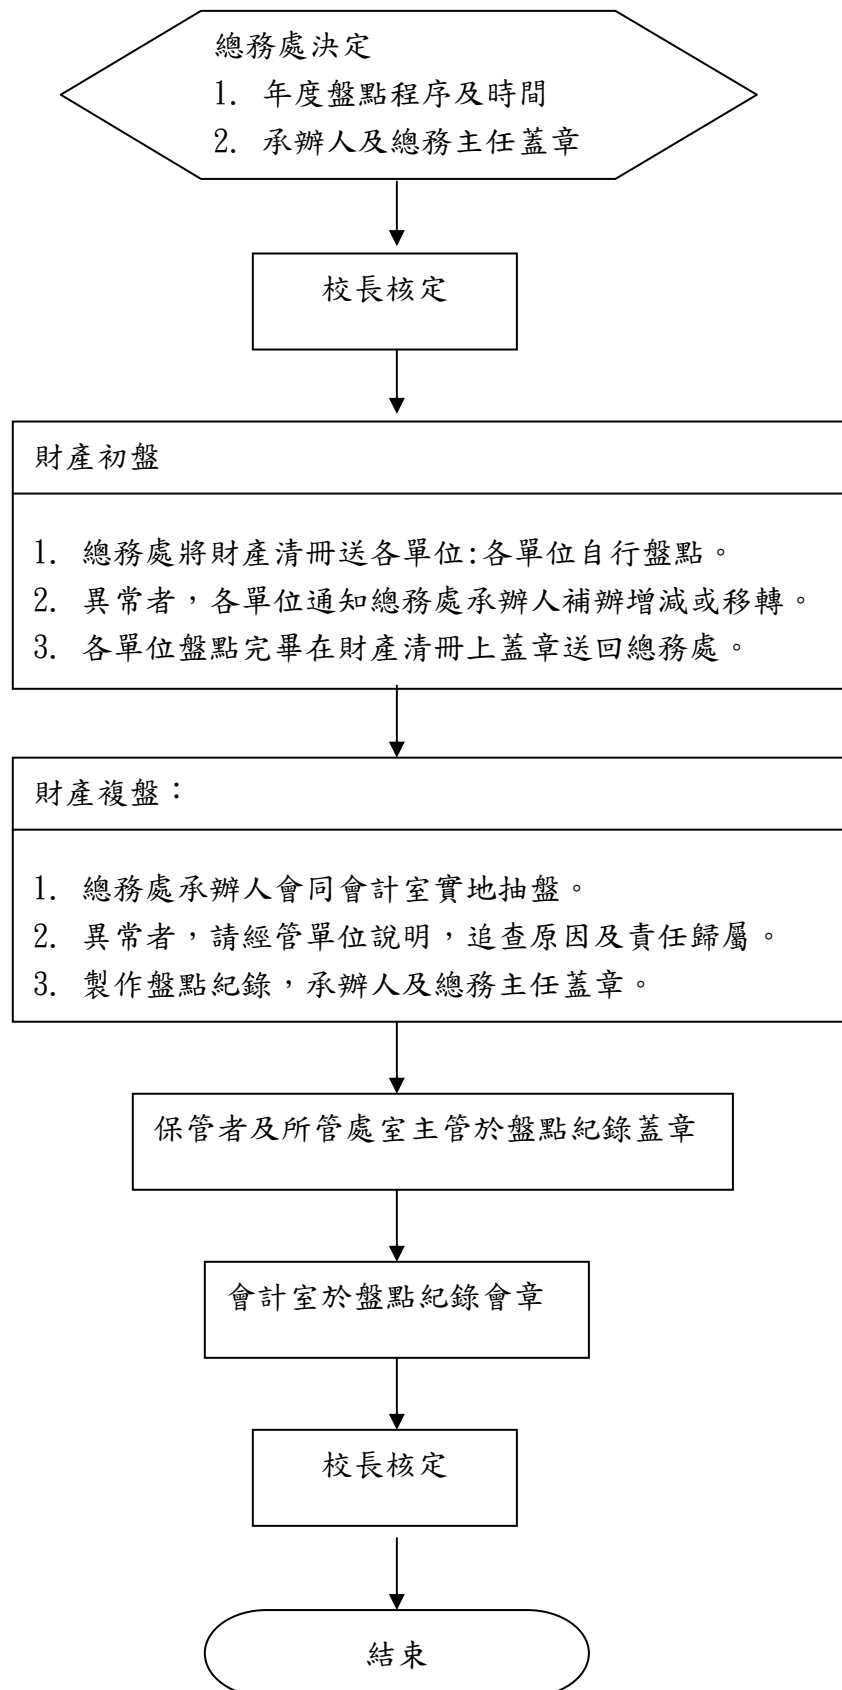 總務處決定
1. 年度盤點程序及時間
2. 承辦人及總務主任蓋章
校長核定
財產初盤
1. 總務處將財產清冊送各單位:各單位自行盤點。
2. 異常者，各單位通知總務處承辦人補辦增減或移轉。
3. 各單位盤點完畢在財產清冊上蓋章送回總務處。
財產複盤：
1. 總務處承辦人會同會計室實地抽盤。
2. 異常者，請經管單位說明，追查原因及責任歸屬。
3. 製作盤點紀錄，承辦人及總務主任蓋章。
保管者及所管處室主管於盤點紀錄蓋章
會計室於盤點紀錄會章
校長核定
結束